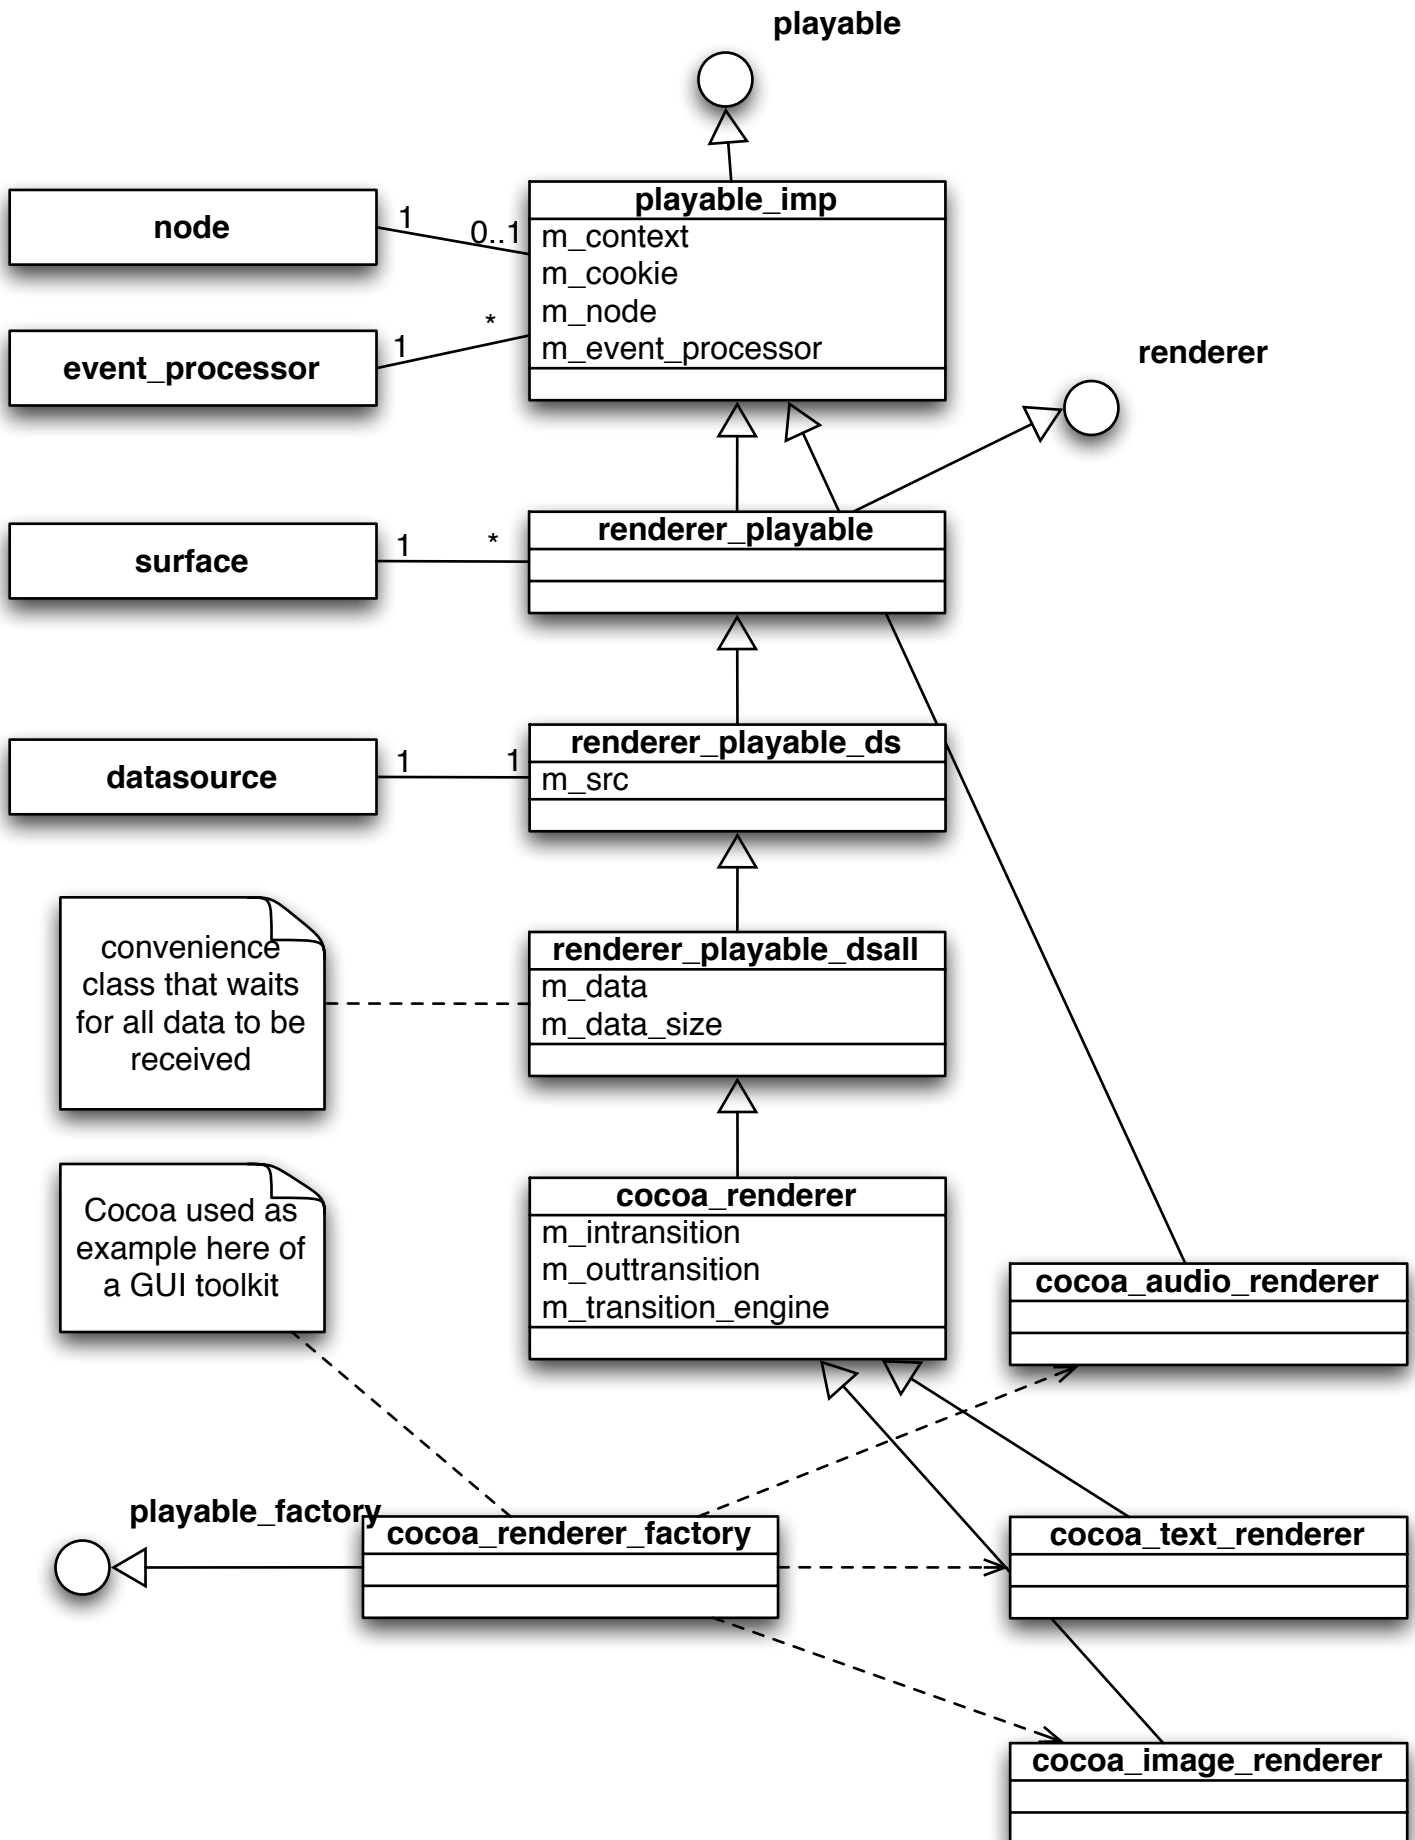 playable
playable_imp
m_context
m_cookie
m_node
m_event_processor
node
1
0..1
event_processor
1
*
renderer
renderer_playable
surface
1
*
renderer_playable_ds
m_src
datasource
1
1
convenience
class that waits
for all data to be
received
renderer_playable_dsall
m_data
m_data_size
Cocoa used as
example here of
a GUI toolkit
cocoa_renderer
m_intransition
m_outtransition
m_transition_engine
cocoa_audio_renderer
playable_factory
cocoa_renderer_factory
cocoa_text_renderer
cocoa_image_renderer